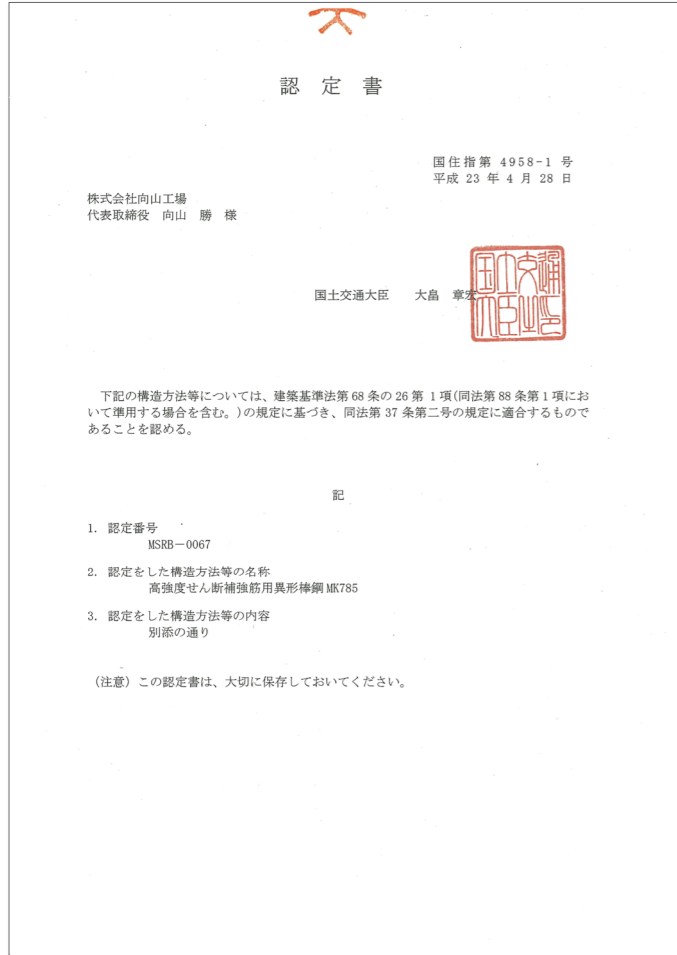 認定書
国住指第 4958-1 号
平成 23 年 4 月 28 日
株式会社向山工場
代表取締役 向山 勝 様
国土交通大臣 大畠 章宏
下記の構造方法等については、建築基準法第 68 条の 26 第 1 項(同法第 88 条第 1 項にお
いて準用する場合を含む。)の規定に基づき、同法第 37 条第二号の規定に適合するもので
あることを認める。
記
1. 認定番号
MSRB－0067
2. 認定をした構造方法等の名称
高強度せん断補強筋用異形棒鋼 MK785
3. 認定をした構造方法等の内容
別添の通り
（注意）この認定書は、大切に保存しておいてください。